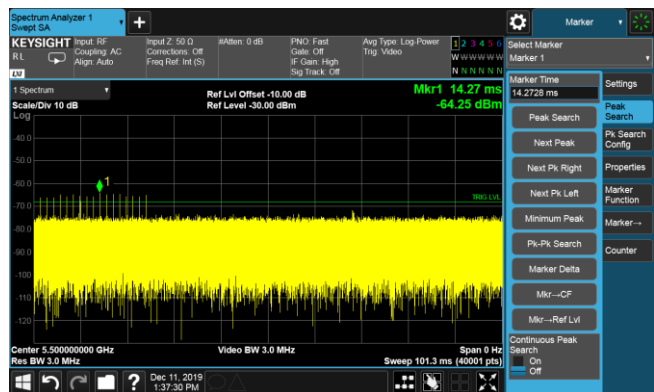 Spectrum Analyzer 1
Swept SA
Marker
KEYSIGHT
RL
LXI
Input: RF
Coupling: AC
Align: Auto
Input Z: 50 Ω
Corrections: Off
Freq Ref: Int (S)
#Atten: 0 dB
PNO: Fast
Gate: Off
IF Gain: High
Sig Track: Off
Avg Type: Log-Power
Trig: Video
1 2 3 4 5 6
W W W W W W
N N N N N N
Select Marker
Marker 1
1 Spectrum
Scale/Div 10 dB
Log
Ref Lvl Offset -10.00 dB
Ref Level -30.00 dBm
Mkr1 14.27 ms
-64.25 dBm
-40.0
-50.0
-60.0
-70.0
-80.0
-90.0
-100
-110
-120
1
TRIG LVL
Center 5.500000000 GHz
Res BW 3.0 MHz
Video BW 3.0 MHz
Span 0 Hz
Sweep 101.3 ms (40001 pts)
Marker Time
14.2728 ms
Peak Search
Next Peak
Next Pk Right
Next Pk Left
Minimum Peak
Pk-Pk Search
Marker Delta
Mkr→CF
Mkr→Ref Lvl
Continuous Peak
Search
On
Off
Settings
Peak
Search
Pk Search
Config
Properties
Marker
Function
Marker→
Counter
Dec 11, 2019
1:37:30 PM